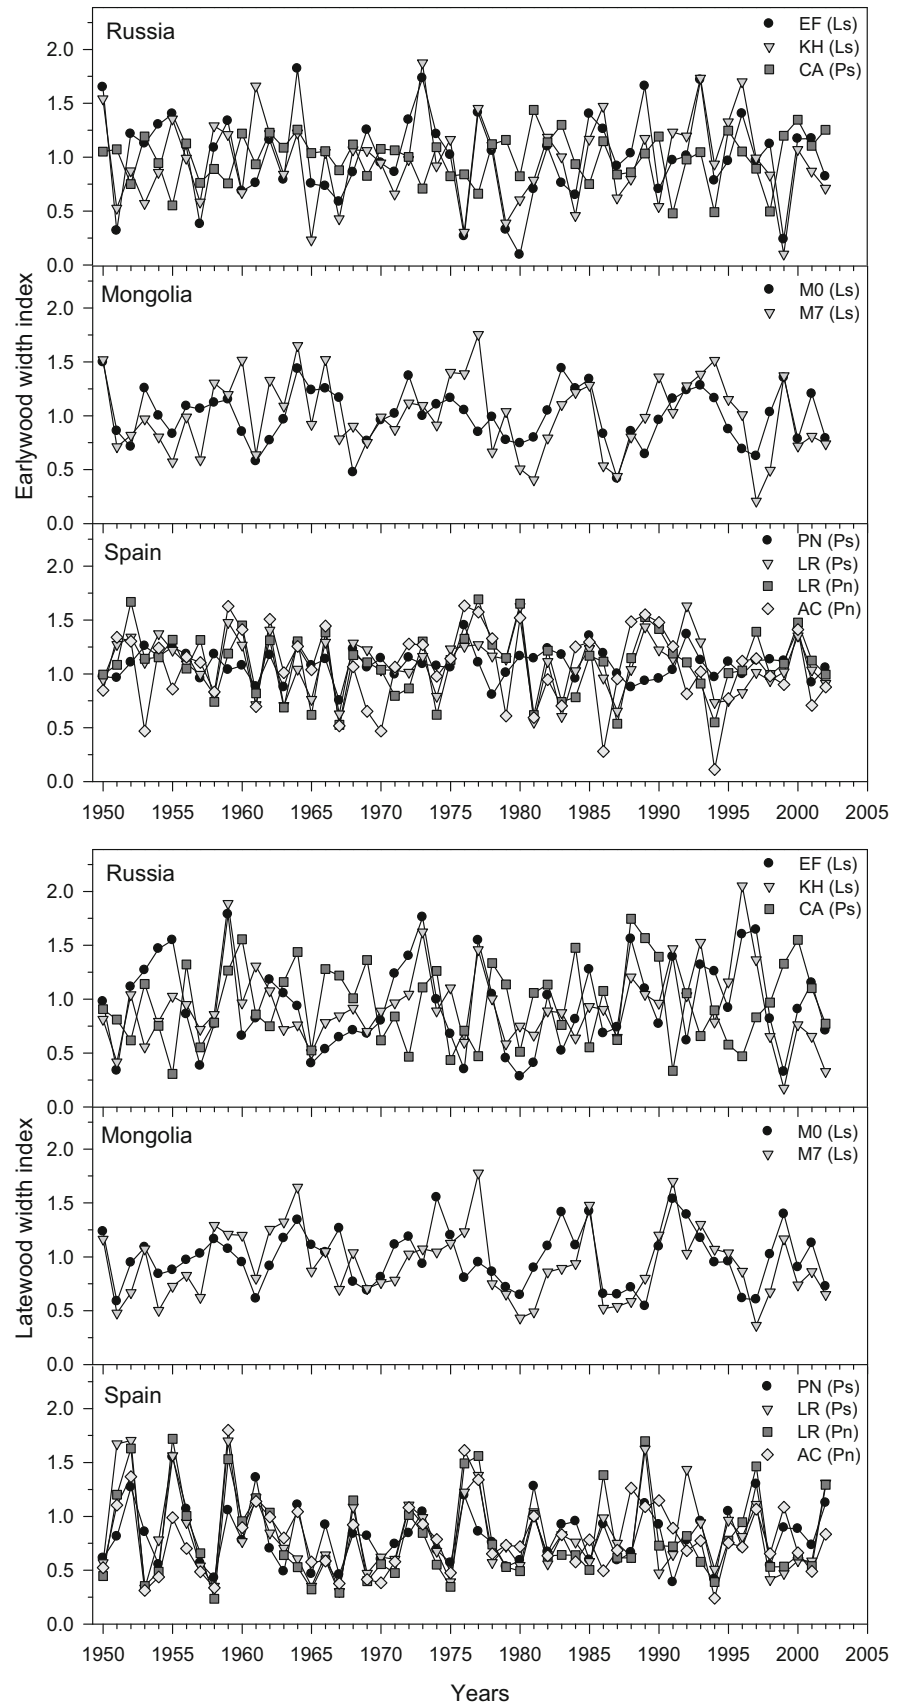 Russia
EF (Ls)
KH (Ls)
CA (Ps)
2.0
1.5
1.0
0.5
0.0
Mongolia
M0 (Ls)
M7 (Ls)
2.0
1.5
1.0
0.5
0.0
Earlywood width index
Spain
PN (Ps)
LR (Ps)
LR (Pn)
AC (Pn)
2.0
1.5
1.0
0.5
0.0
1950 1955 1960 1965 1970 1975 1980 1985 1990 1995 2000 2005
Russia
EF (Ls)
KH (Ls)
CA (Ps)
2.0
1.5
1.0
0.5
0.0
Mongolia
M0 (Ls)
M7 (Ls)
2.0
1.5
1.0
0.5
0.0
Latewood width index
Spain
PN (Ps)
LR (Ps)
LR (Pn)
AC (Pn)
2.0
1.5
1.0
0.5
0.0
1950 1955 1960 1965 1970 1975 1980 1985 1990 1995 2000 2005
Years